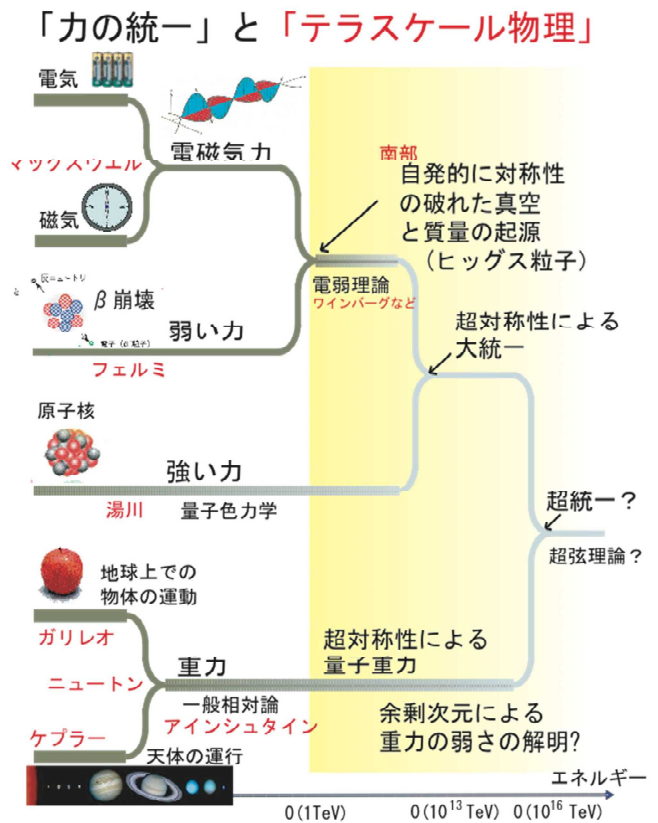 「力の統一」と「テラスケール物理」
電気
マックスウエル
電磁気力
磁気
南部
自発的に対称性
の破れた真空
と質量の起源
(ヒッグス粒子)
電弱理論
ワインバーグなど
反ニュートリ
β崩壊
弱い力
フェルミ
超対称性による
大統一
原子核
強い力
湯川
量子色力学
超統一?
超弦理論?
地球上での
物体の運動
ガリレオ
超対称性による
量子重力
重力
ニュートン
一般相対論
アインシュタイン
ケプラー
天体の運行
余剰次元による
重力の弱さの解明?
エネルギー
O(1TeV)
O(10¹³ TeV)
O(10¹⁶ TeV)